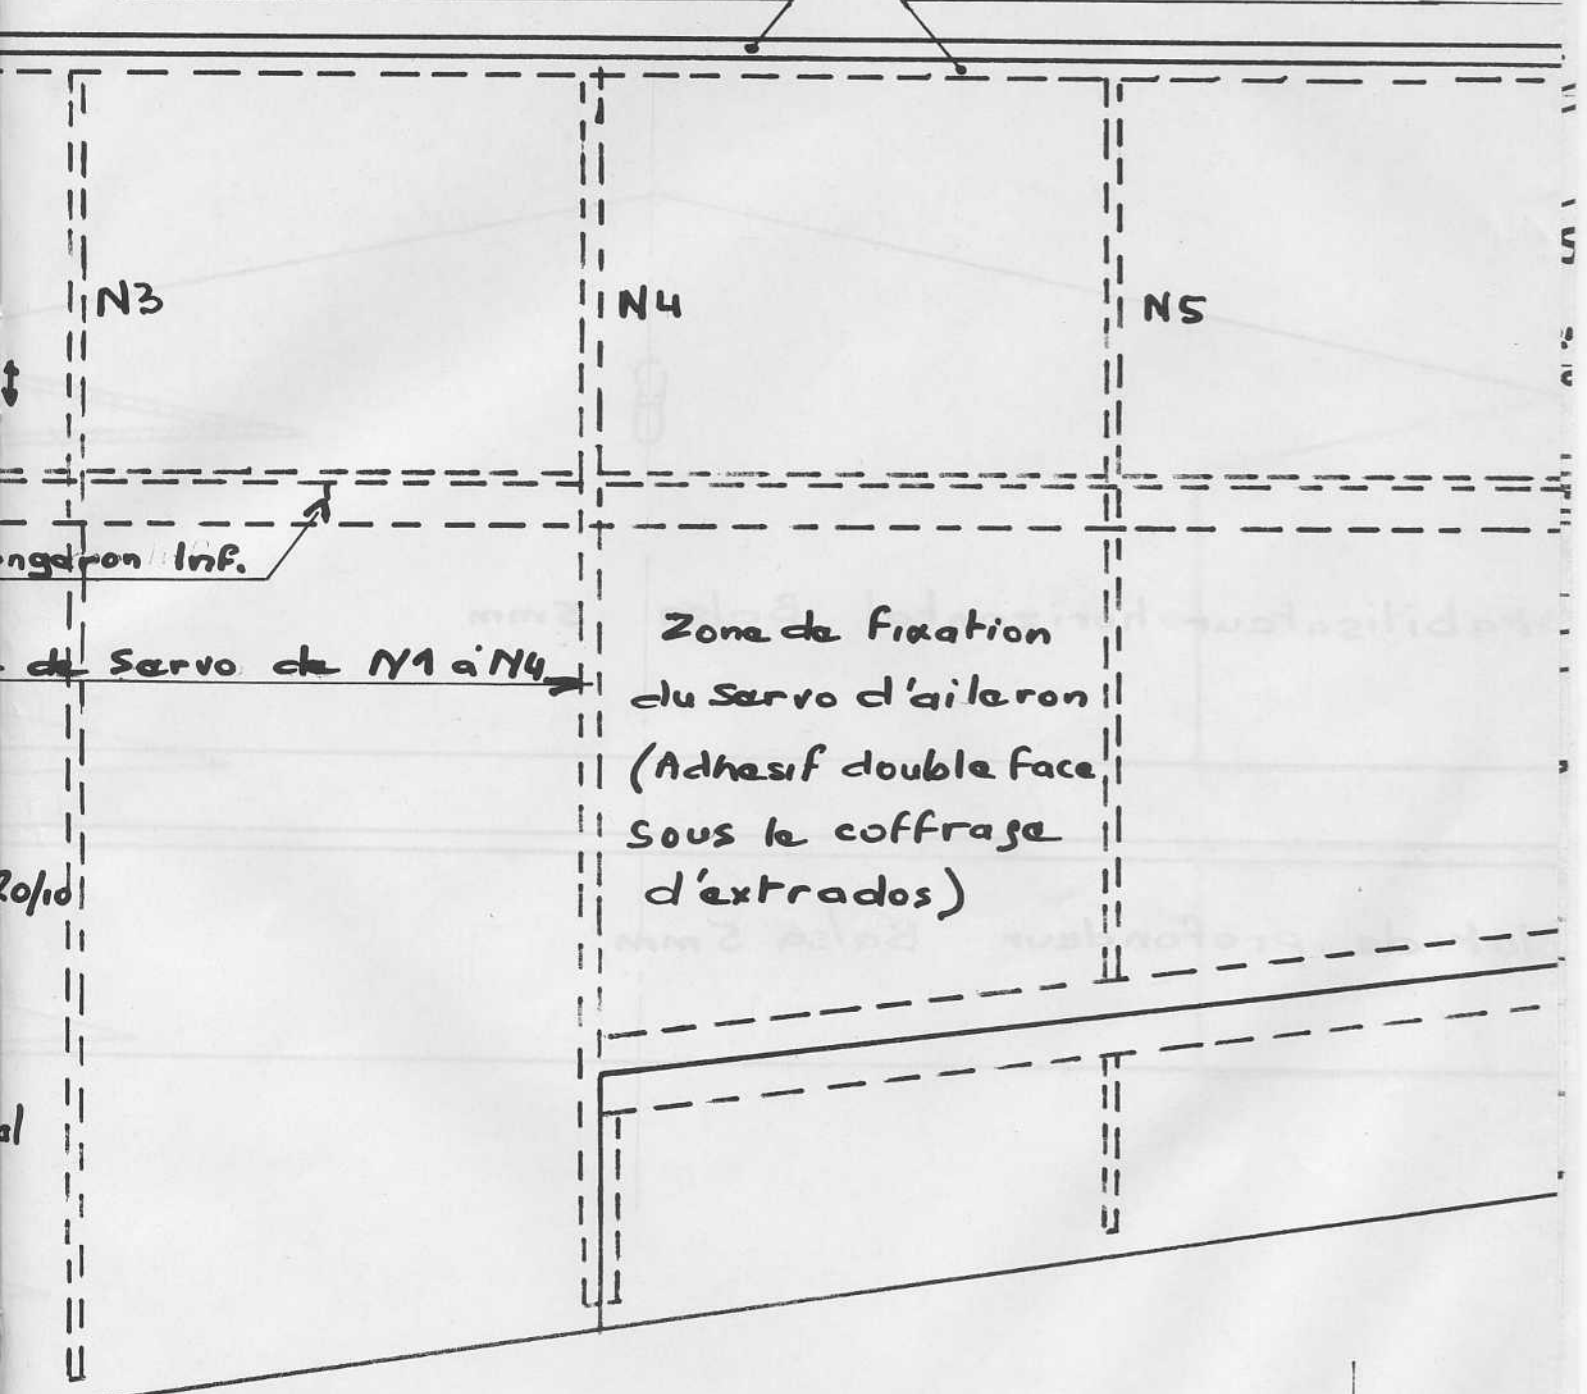 N3
N4
N5
ngeron Inf.
de Servo de N1 à N4
Zone de fixation
du servo d'aileron
(Adhesif double face
sous le coffrage
d'extrados)
20/10
al